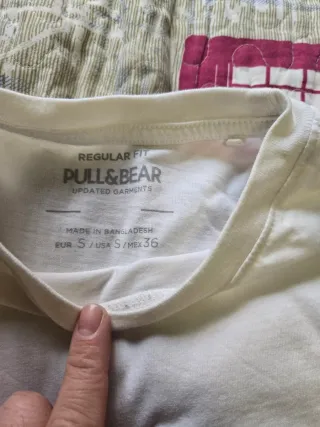 REGULAR FIT
PULL&BEAR
UPDATED GARMENTS
MADE IN BANGLADESH
EUR S / USA S / MEX 36